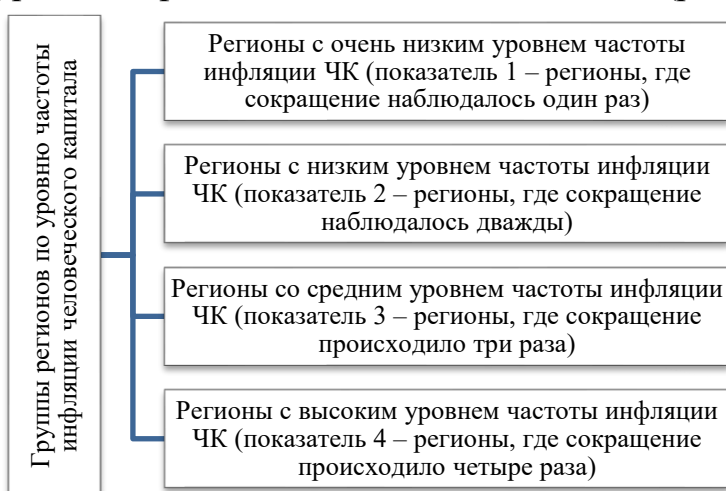 Группы регионов по уровню частоты
инфляции человеческого капитала
Регионы с очень низким уровнем частоты
инфляции ЧК (показатель 1 – регионы, где
сокращение наблюдалось один раз)
Регионы с низким уровнем частоты инфляции
ЧК (показатель 2 – регионы, где сокращение
наблюдалось дважды)
Регионы со средним уровнем частоты инфляции
ЧК (показатель 3 – регионы, где сокращение
происходило три раза)
Регионы с высоким уровнем частоты инфляции
ЧК (показатель 4 – регионы, где сокращение
происходило четыре раза)